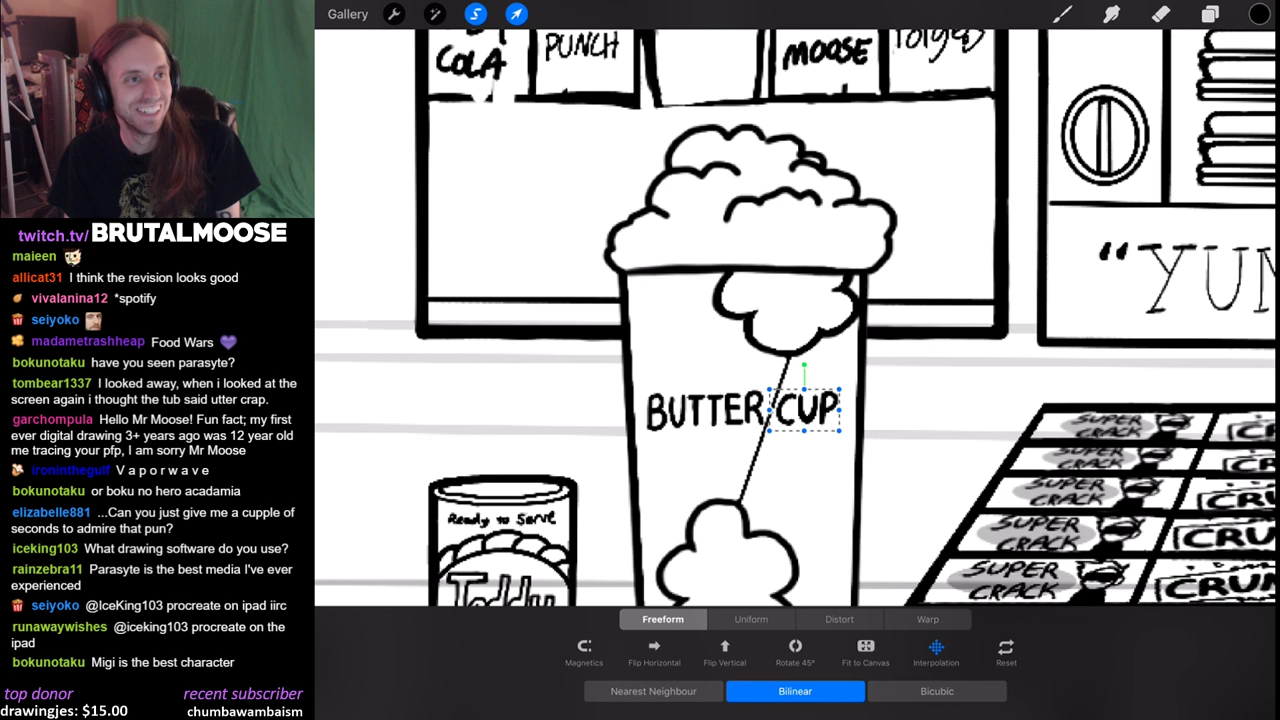 Gallery
COLA
PUNCH
MOOSE
Folgers
"YUM
BUTTER CUP
Ready to Serve
Teddy
SUPER CRACK
SUPER CRACK
SUPER CRACK
SUPER CRACK
SUPER CRACK
CRUN
twitch.tv/BRUTALMOOSE
maieen
allicat31 I think the revision looks good
vivalanina12 *spotify
seiyoko
madametrashheap Food Wars
bokunotaku have you seen parasyte?
tombear1337 I looked away, when i looked at the
screen again i thought the tub said utter crap.
garchompula Hello Mr Moose! Fun fact; my first
ever digital drawing 3+ years ago was 12 year old
me tracing your pfp, I am sorry Mr Moose
ironinthegulf V a p o r w a v e
bokunotaku or boku no hero acadamia
elizabelle881 ...Can you just give me a cupple of
seconds to admire that pun?
iceking103 What drawing software do you use?
rainzebra11 Parasyte is the best media I've ever
experienced
seiyoko @IceKing103 procreate on ipad iirc
runawaywishes @iceking103 procreate on the
ipad
bokunotaku Migi is the best character
top donor recent subscriber
drawingjes: $15.00 chumbawambaism
Freeform Uniform Distort Warp
Magnetics Flip Horizontal Flip Vertical Rotate 45° Fit to Canvas Interpolation Reset
Nearest Neighbour Bilinear Bicubic